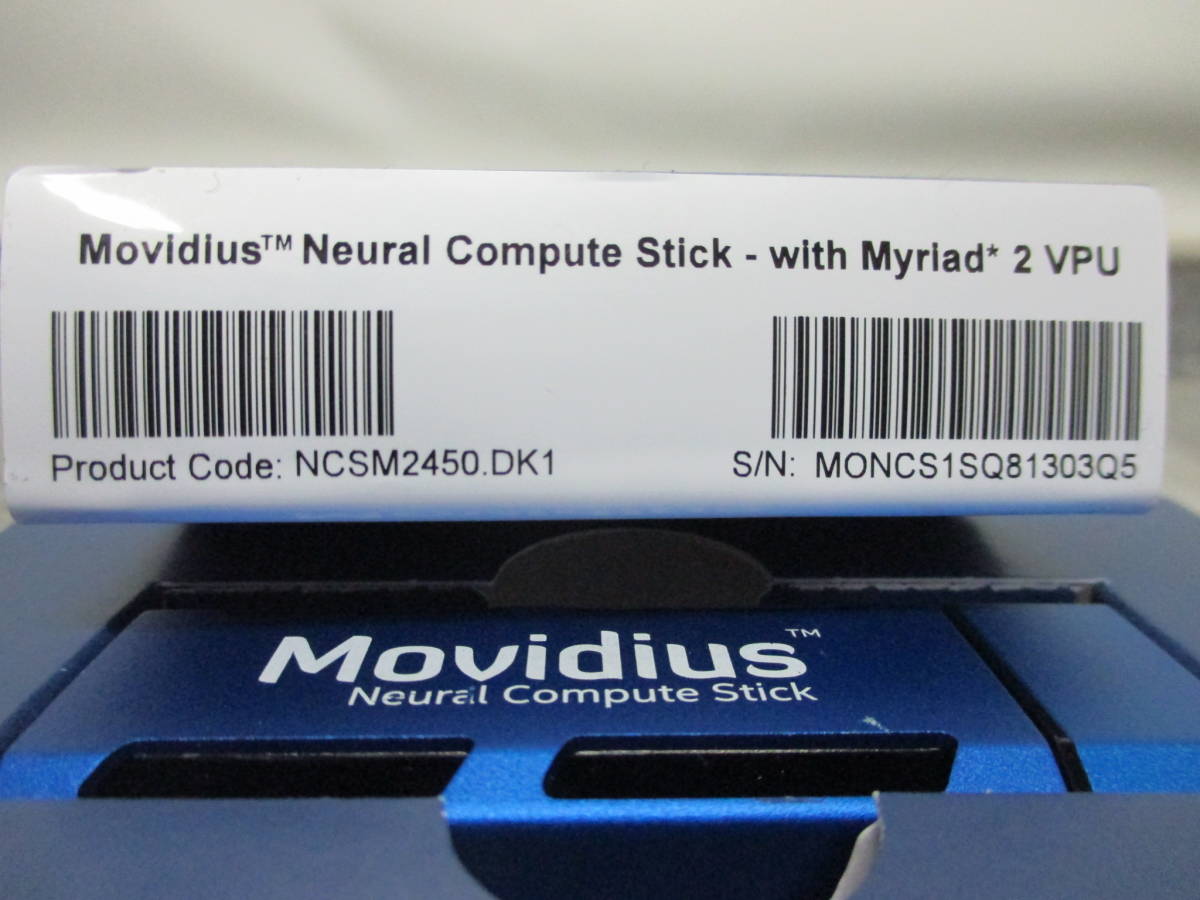 Movidius™ Neural Compute Stick - with Myriad* 2 VPU
Product Code: NCSM2450.DK1
S/N: MONCS1SQ81303Q5
Movidius™
Neural Compute Stick